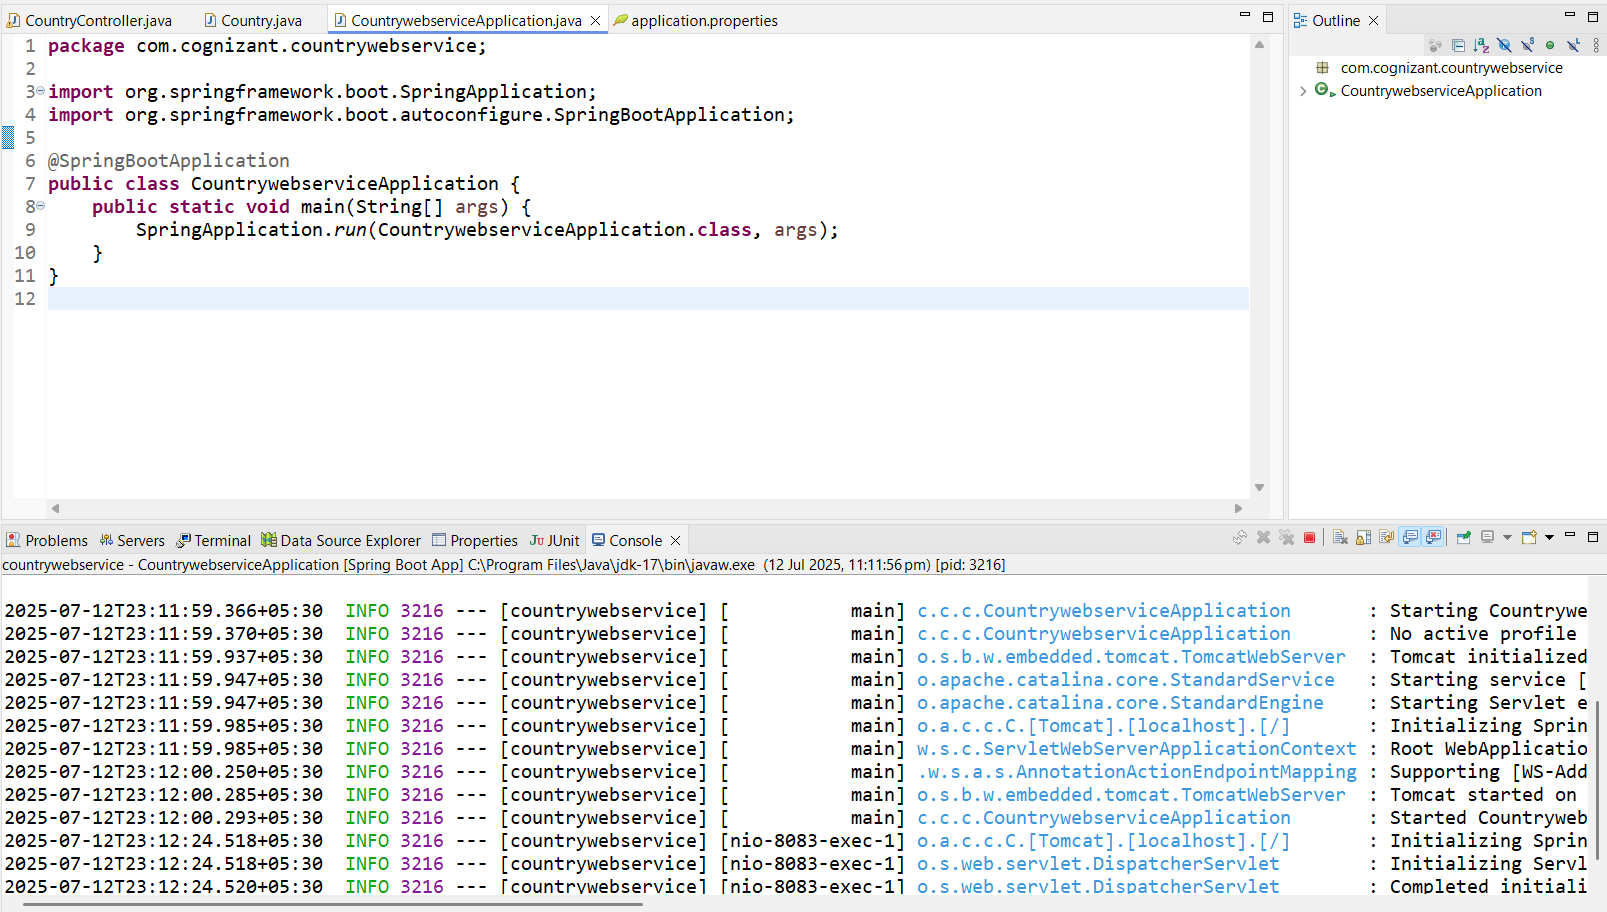 CountryController.java
Country.java
CountrywebserviceApplication.java
application.properties
1 package com.cognizant.countrywebservice;
2
3 import org.springframework.boot.SpringApplication;
4 import org.springframework.boot.autoconfigure.SpringBootApplication;
5
6 @SpringBootApplication
7 public class CountrywebserviceApplication {
8 public static void main(String[] args) {
9 SpringApplication.run(CountrywebserviceApplication.class, args);
10 }
11 }
12
Outline
com.cognizant.countrywebservice
CountrywebserviceApplication
Problems Servers Terminal Data Source Explorer Properties JUnit Console
countrywebservice - CountrywebserviceApplication [Spring Boot App] C:\Program Files\Java\jdk-17\bin\javaw.exe (12 Jul 2025, 11:11:56 pm) [pid: 3216]
2025-07-12T23:11:59.366+05:30 INFO 3216 --- [countrywebservice] [ main] c.c.c.CountrywebserviceApplication : Starting Countrywe
2025-07-12T23:11:59.370+05:30 INFO 3216 --- [countrywebservice] [ main] c.c.c.CountrywebserviceApplication : No active profile
2025-07-12T23:11:59.937+05:30 INFO 3216 --- [countrywebservice] [ main] o.s.b.w.embedded.tomcat.TomcatWebServer : Tomcat initialized
2025-07-12T23:11:59.947+05:30 INFO 3216 --- [countrywebservice] [ main] o.apache.catalina.core.StandardService : Starting service [
2025-07-12T23:11:59.947+05:30 INFO 3216 --- [countrywebservice] [ main] o.apache.catalina.core.StandardEngine : Starting Servlet e
2025-07-12T23:11:59.985+05:30 INFO 3216 --- [countrywebservice] [ main] o.a.c.c.C.[Tomcat].[localhost].[/] : Initializing Sprin
2025-07-12T23:11:59.985+05:30 INFO 3216 --- [countrywebservice] [ main] w.s.c.ServletWebServerApplicationContext : Root WebApplicatio
2025-07-12T23:12:00.250+05:30 INFO 3216 --- [countrywebservice] [ main] .w.s.a.s.AnnotationActionEndpointMapping : Supporting [WS-Add
2025-07-12T23:12:00.285+05:30 INFO 3216 --- [countrywebservice] [ main] o.s.b.w.embedded.tomcat.TomcatWebServer : Tomcat started on
2025-07-12T23:12:00.293+05:30 INFO 3216 --- [countrywebservice] [ main] c.c.c.CountrywebserviceApplication : Started Countryweb
2025-07-12T23:12:24.518+05:30 INFO 3216 --- [countrywebservice] [nio-8083-exec-1] o.a.c.c.C.[Tomcat].[localhost].[/] : Initializing Sprin
2025-07-12T23:12:24.518+05:30 INFO 3216 --- [countrywebservice] [nio-8083-exec-1] o.s.web.servlet.DispatcherServlet : Initializing Servl
2025-07-12T23:12:24.520+05:30 INFO 3216 --- [countrywebservice] [nio-8083-exec-1] o.s.web.servlet.DispatcherServlet : Completed initiali